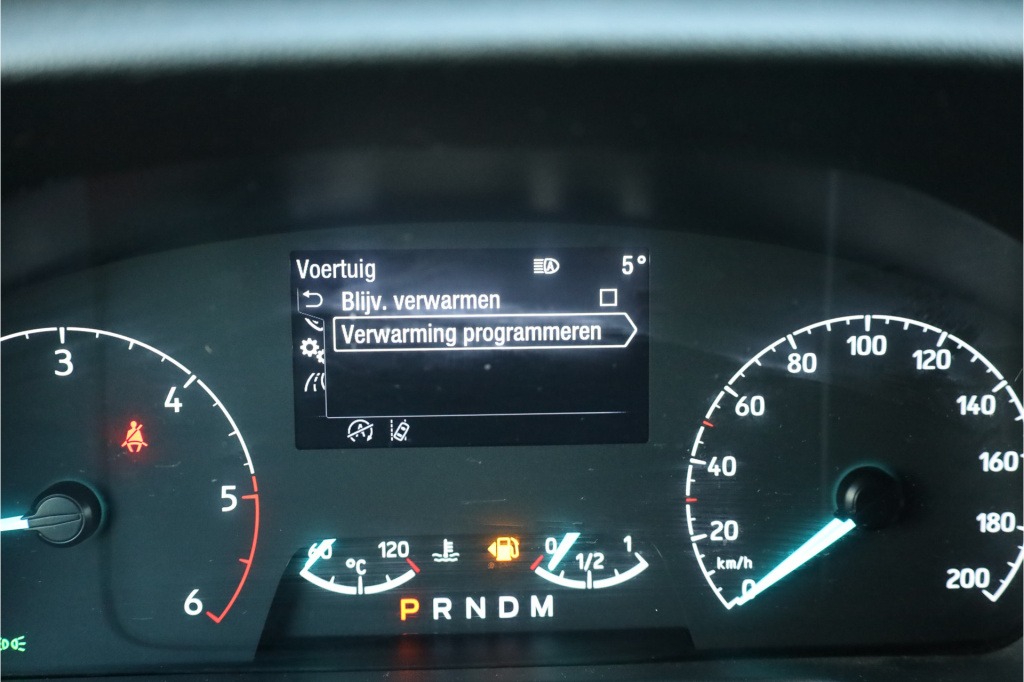 Voertuig 5°
Blijv. verwarmen
Verwarming programmeren
3
4
5
6
60 120
°C
0 1/2 1
P R N D M
0
20
40
60
80
100
120
140
160
180
200
km/h